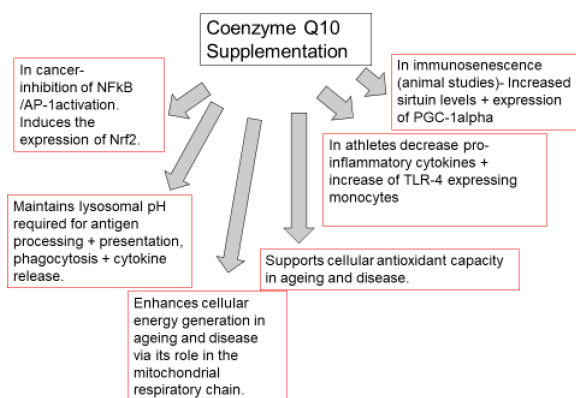 Coenzyme Q10
Supplementation
In cancer-
inhibition of NFkB
/AP-1activation.
Induces the
expression of Nrf2.
In immunosenescence
(animal studies)- Increased
sirtuin levels + expression
of PGC-1alpha
In athletes decrease pro-
inflammatory cytokines +
increase of TLR-4 expressing
monocytes
Maintains lysosomal pH
required for antigen
processing + presentation,
phagocytosis + cytokine
release.
Supports cellular antioxidant capacity
in ageing and disease.
Enhances cellular
energy generation in
ageing and disease
via its role in the
mitochondrial
respiratory chain.